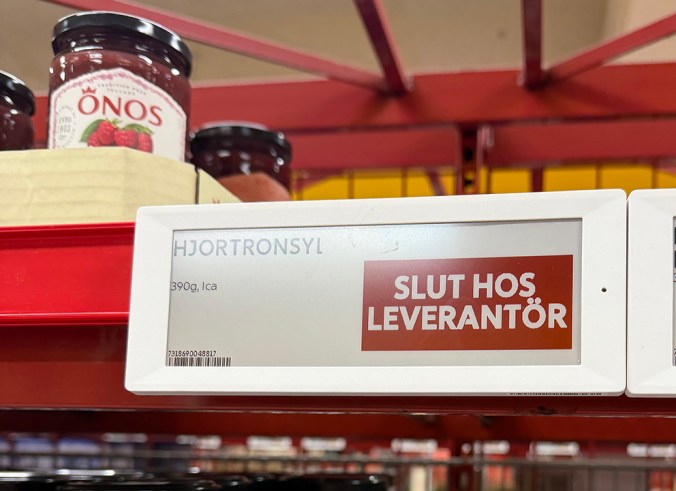 ÖNOS
HJORTRONSYL
390g, Ica
SLUT HOS
LEVERANTÖR
7318690048817